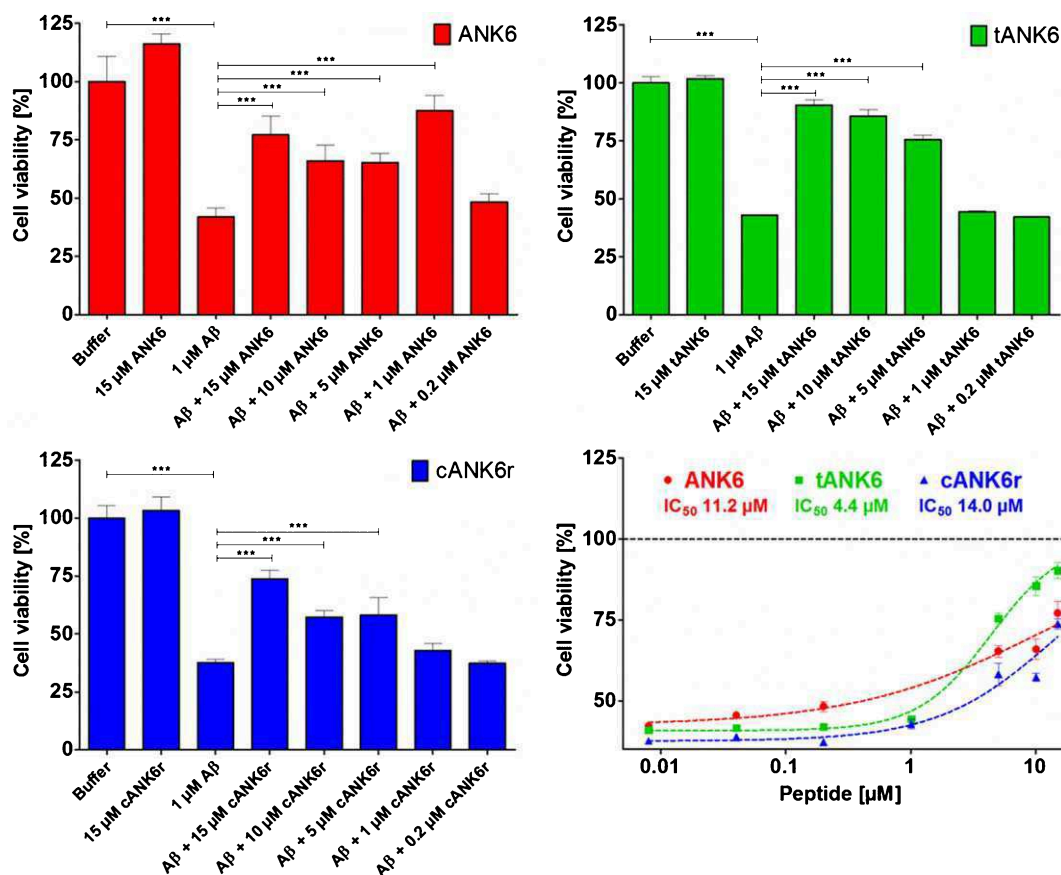 ANK6
Cell viability [%]
125
100
75
50
25
0
***
***
***
***
***
Buffer
15 µM ANK6
1 µM Aβ
Aβ + 15 µM ANK6
Aβ + 10 µM ANK6
Aβ + 5 µM ANK6
Aβ + 1 µM ANK6
Aβ + 0.2 µM ANK6
tANK6
Cell viability [%]
125
100
75
50
25
0
***
***
***
***
Buffer
15 µM tANK6
1 µM Aβ
Aβ + 15 µM tANK6
Aβ + 10 µM tANK6
Aβ + 5 µM tANK6
Aβ + 1 µM tANK6
Aβ + 0.2 µM tANK6
cANK6r
Cell viability [%]
125
100
75
50
25
0
***
***
***
***
Buffer
15 µM cANK6r
1 µM Aβ
Aβ + 15 µM cANK6r
Aβ + 10 µM cANK6r
Aβ + 5 µM cANK6r
Aβ + 1 µM cANK6r
Aβ + 0.2 µM cANK6r
Cell viability [%]
125
100
75
50
ANK6 tANK6 cANK6r
IC50 11.2 µM IC50 4.4 µM IC50 14.0 µM
0.01 0.1 1 10
Peptide [µM]